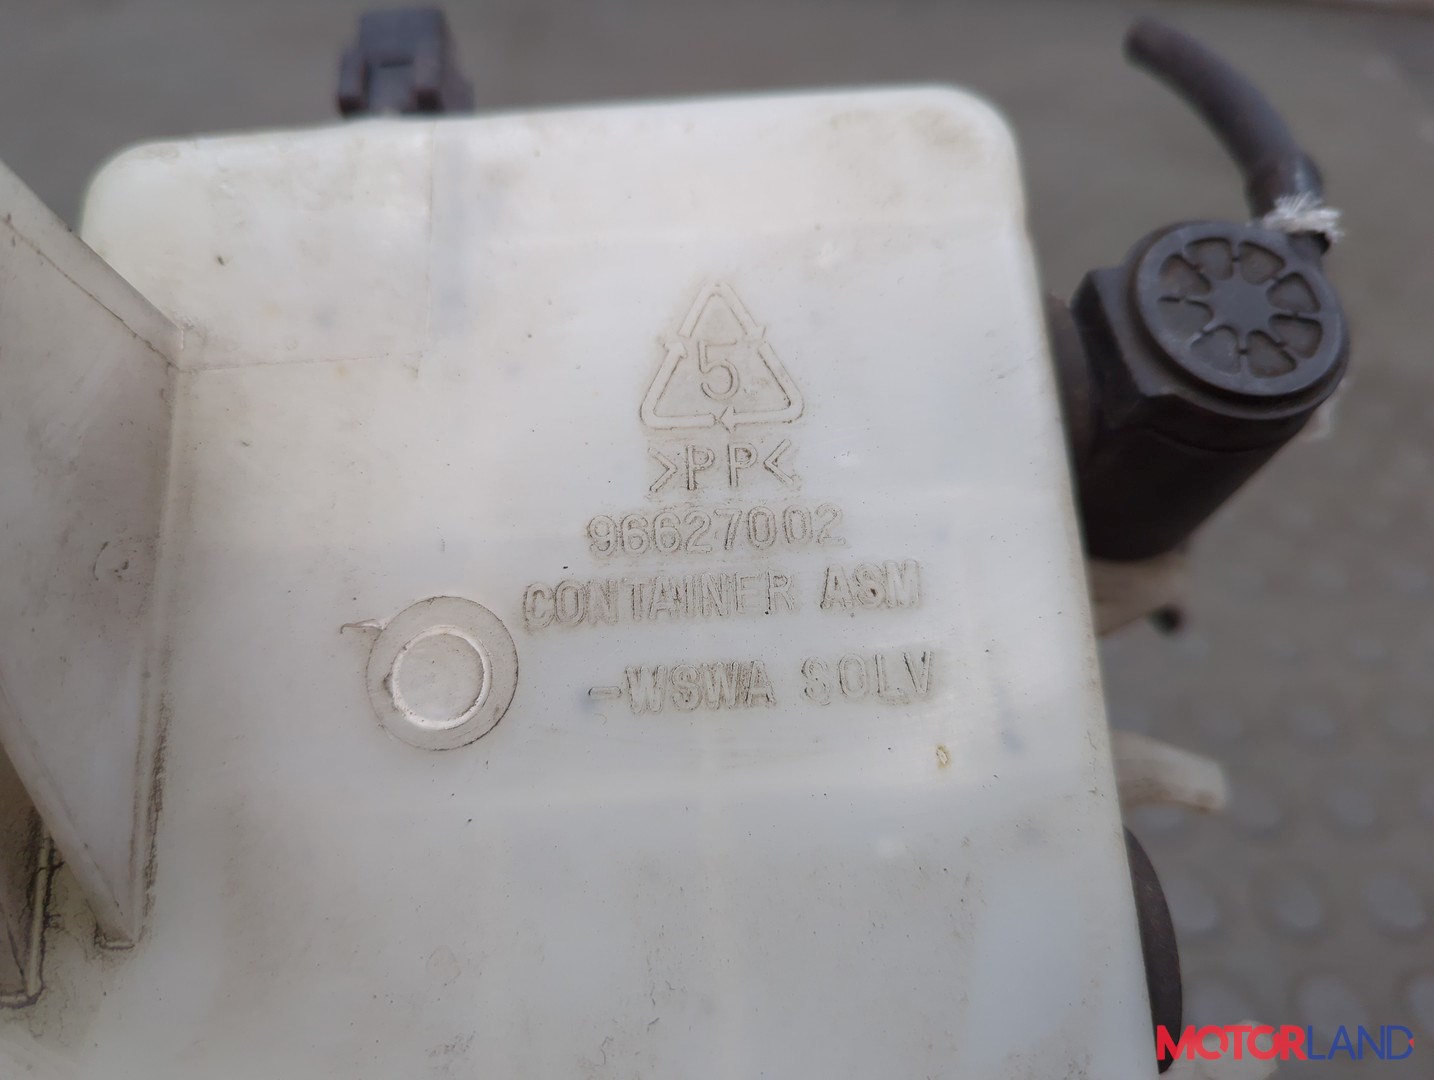 5
>PP<
96627002
CONTAINER ASM
-WSWA SOLV
MOTORLAND